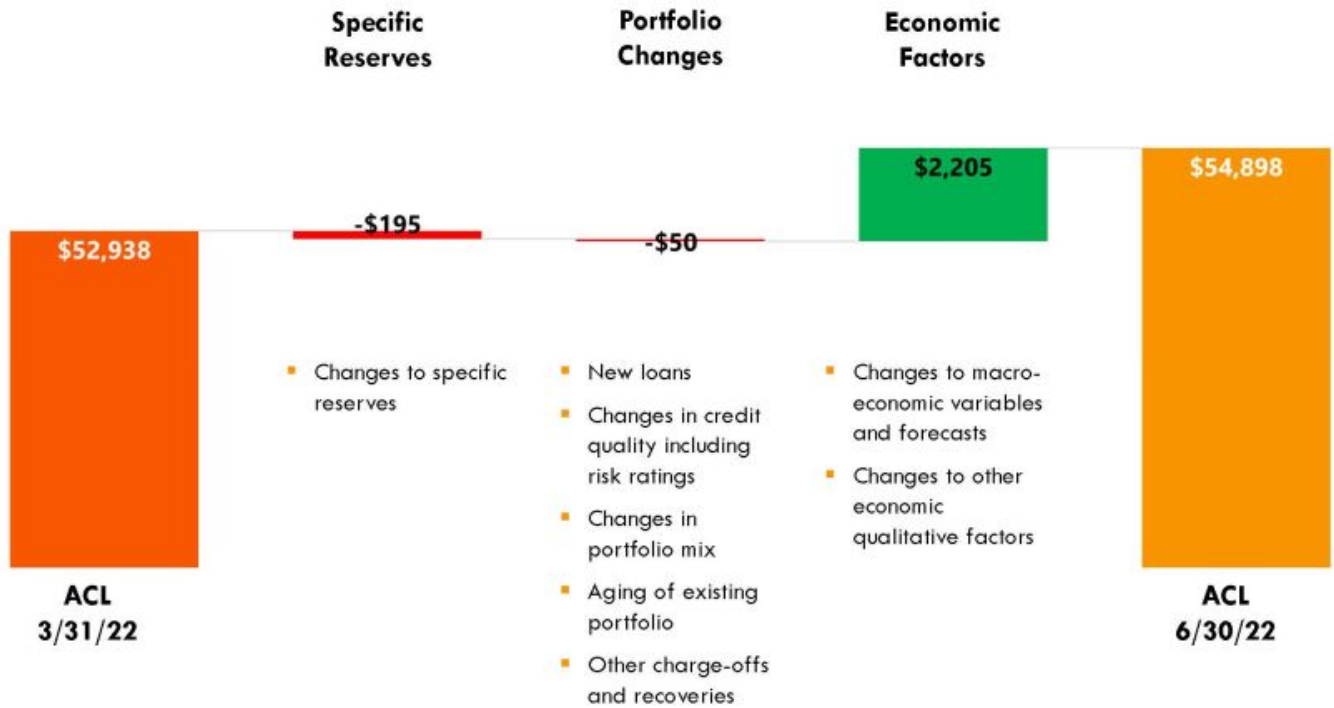 Specific
Reserves
Portfolio
Changes
Economic
Factors
$52,938
-$195
-$50
$2,205
$54,898
ACL
3/31/22
▪ Changes to specific
reserves
▪ New loans
▪ Changes in credit
quality including
risk ratings
▪ Changes in
portfolio mix
▪ Aging of existing
portfolio
▪ Other charge-offs
and recoveries
▪ Changes to macro-
economic variables
and forecasts
▪ Changes to other
economic
qualitative factors
ACL
6/30/22